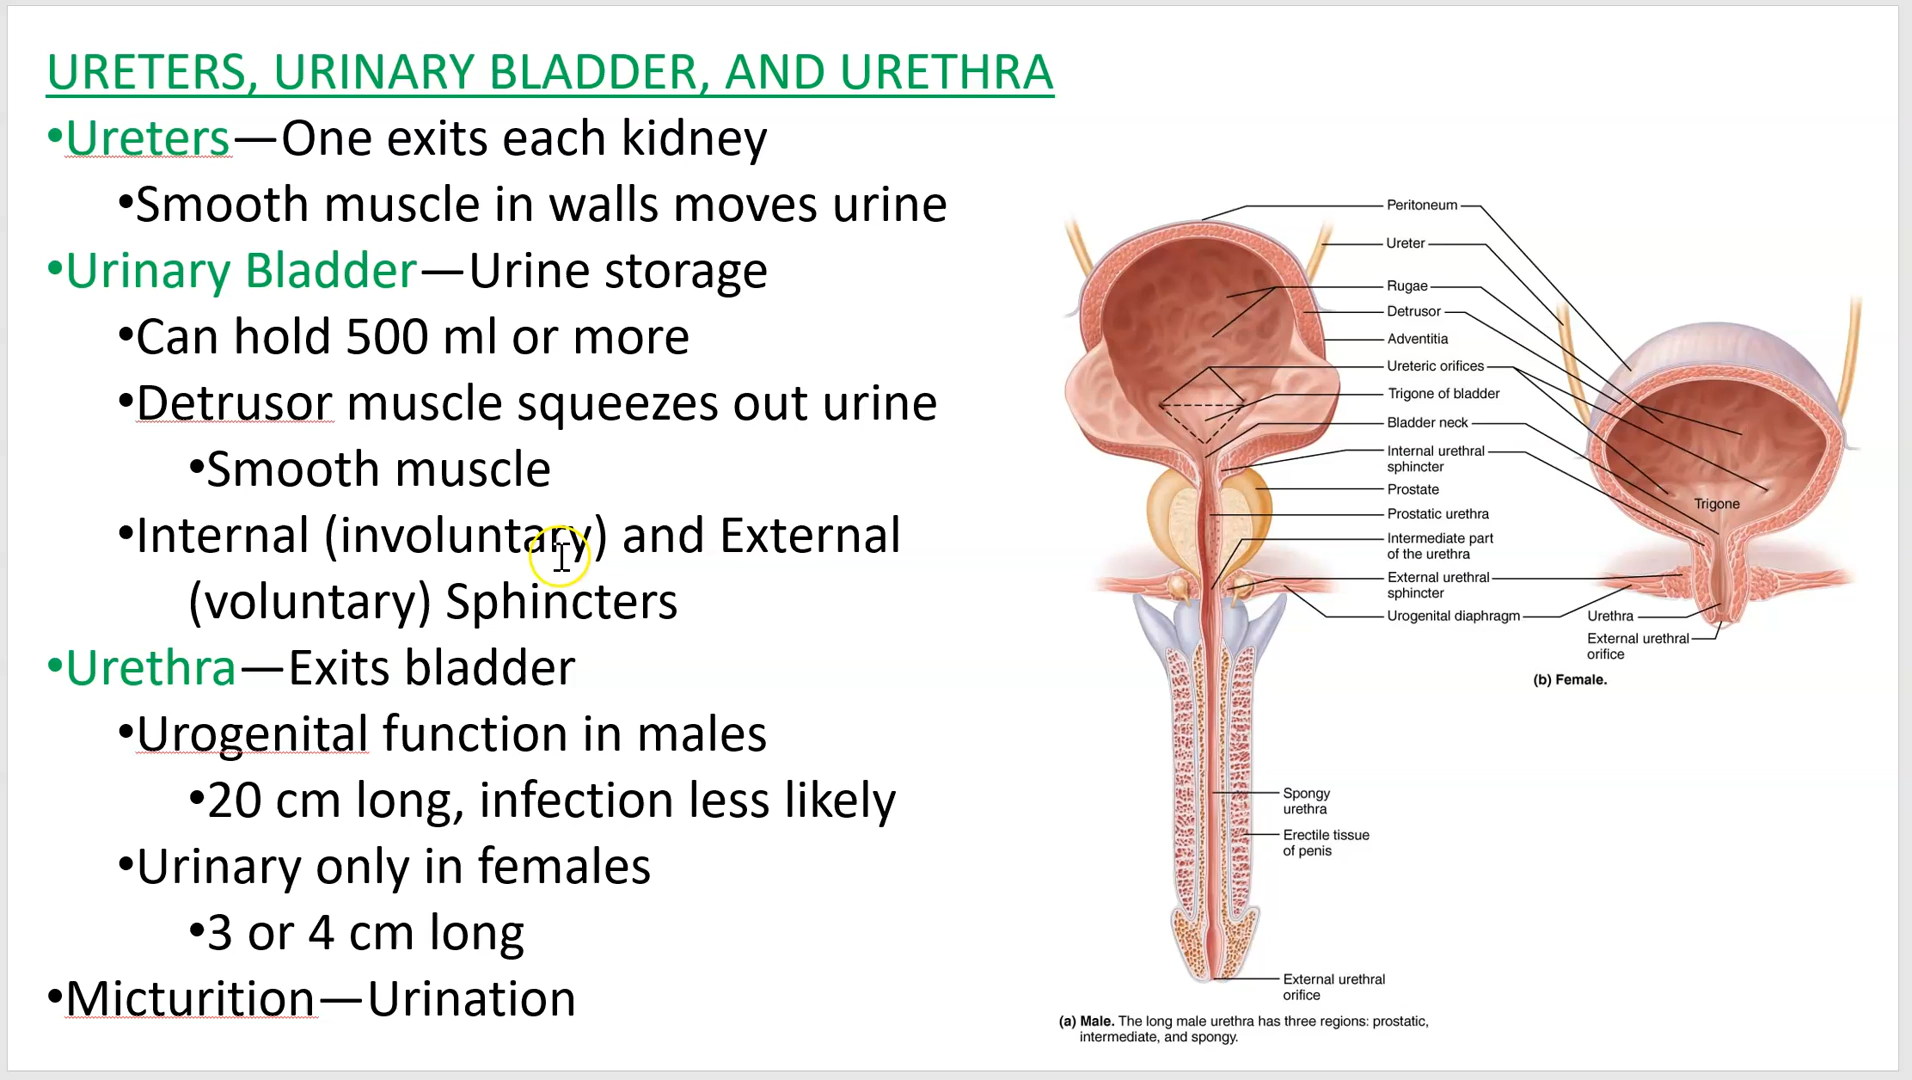 URETERS, URINARY BLADDER, AND URETHRA
•Ureters—One exits each kidney
•Smooth muscle in walls moves urine
•Urinary Bladder—Urine storage
•Can hold 500 ml or more
•Detrusor muscle squeezes out urine
•Smooth muscle
•Internal (involuntary) and External
(voluntary) Sphincters
•Urethra—Exits bladder
•Urogenital function in males
•20 cm long, infection less likely
•Urinary only in females
•3 or 4 cm long
•Micturition—Urination
Peritoneum
Ureter
Rugae
Detrusor
Adventitia
Ureteric orifices
Trigone of bladder
Bladder neck
Internal urethral
sphincter
Prostate
Prostatic urethra
Intermediate part
of the urethra
External urethral
sphincter
Urogenital diaphragm
Spongy
urethra
Erectile tissue
of penis
External urethral
orifice
(a) Male. The long male urethra has three regions: prostatic,
intermediate, and spongy.
Trigone
Urethra
External urethral
orifice
(b) Female.